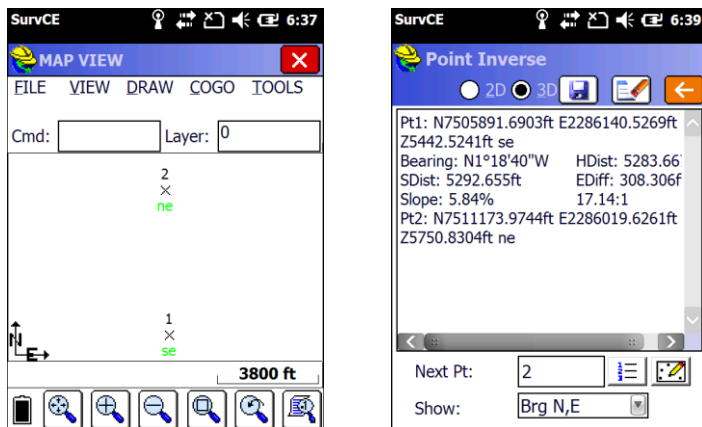 SurvCE 6:37
MAP VIEW
FILE VIEW DRAW COGO TOOLS
Cmd: Layer: 0
2
ne
1
se
N
E
3800 ft
SurvCE 6:39
Point Inverse
2D 3D
Pt1: N7505891.6903ft E2286140.5269ft
Z5442.5241ft se
Bearing: N1°18'40"W HDist: 5283.66
SDist: 5292.655ft EDiff: 308.306f
Slope: 5.84% 17.14:1
Pt2: N7511173.9744ft E2286019.6261ft
Z5750.8304ft ne
Next Pt: 2
Show: Brg N,E